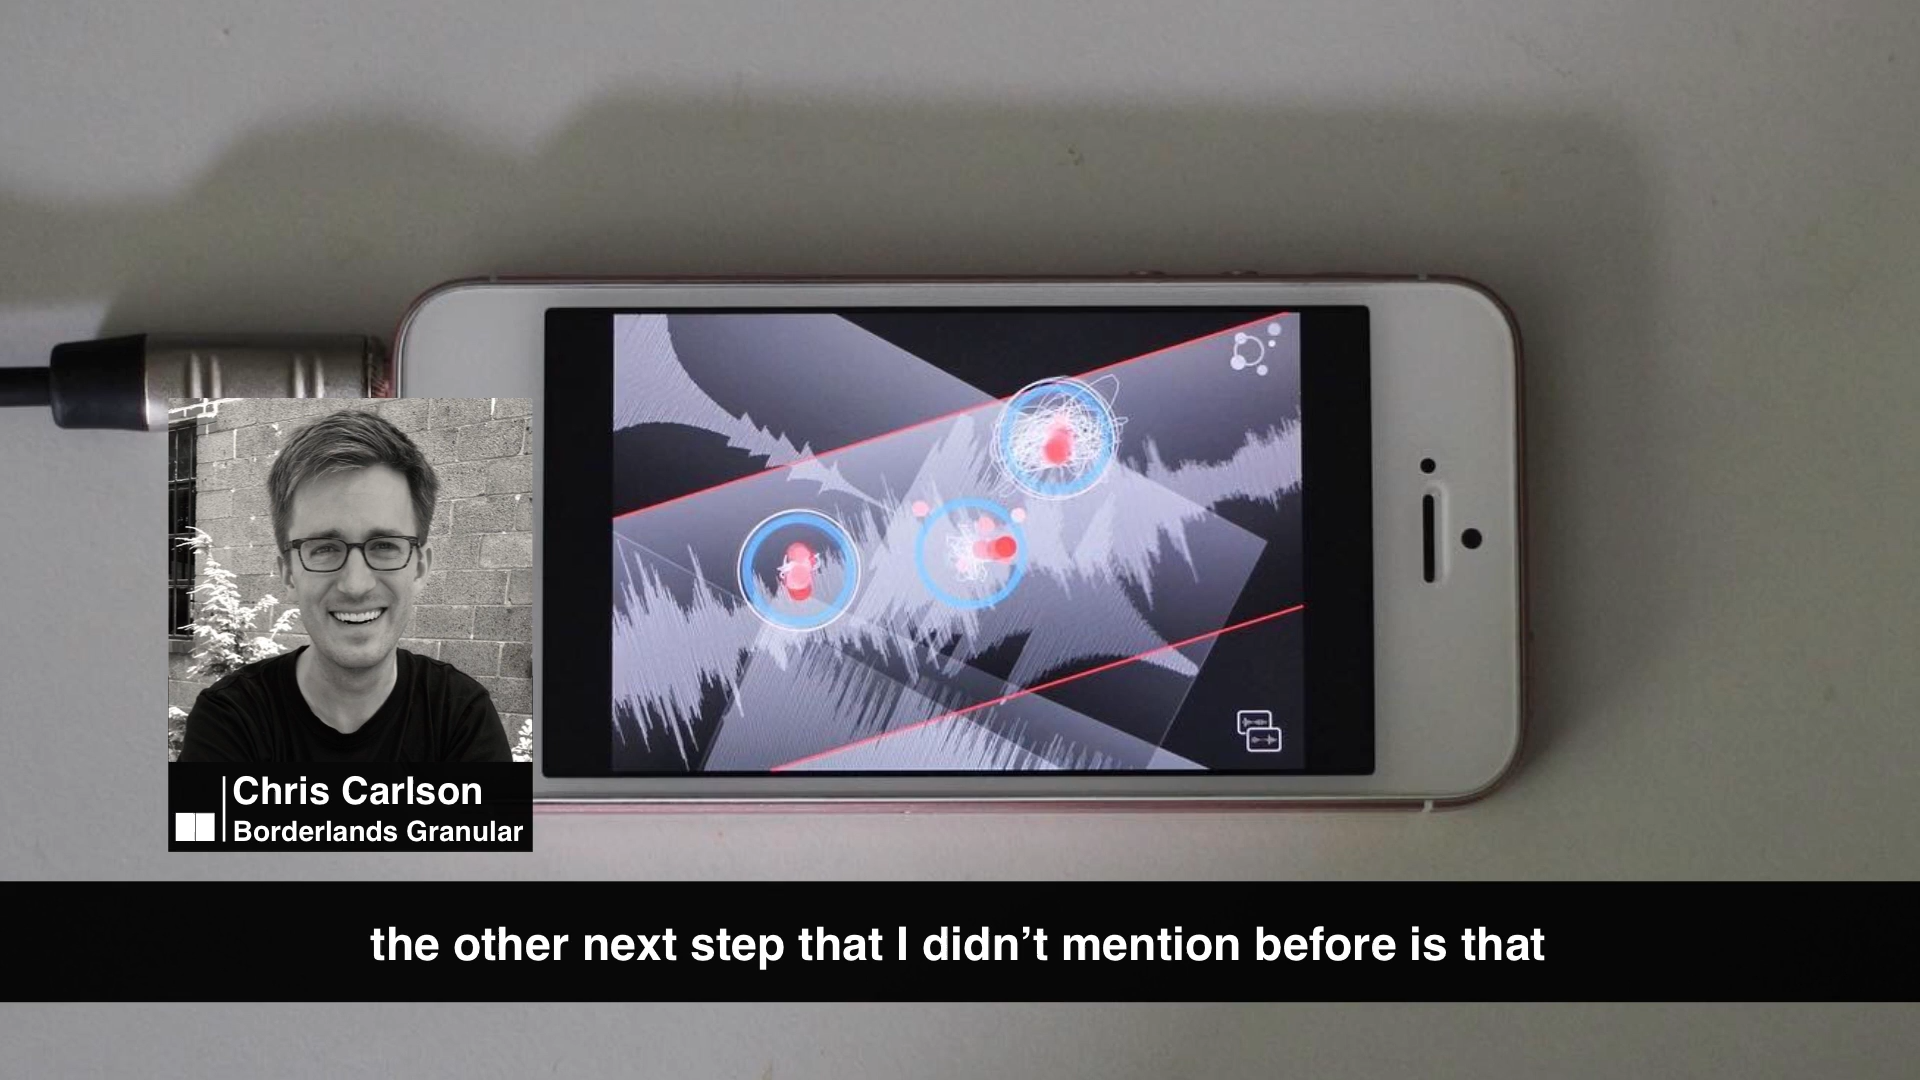 Chris Carlson
Borderlands Granular
the other next step that I didn’t mention before is that